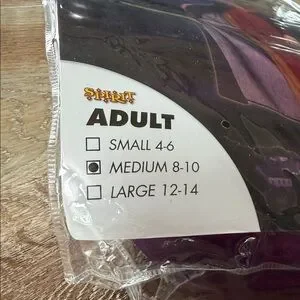 SPIRIT
ADULT
SMALL 4-6
MEDIUM 8-10
LARGE 12-14